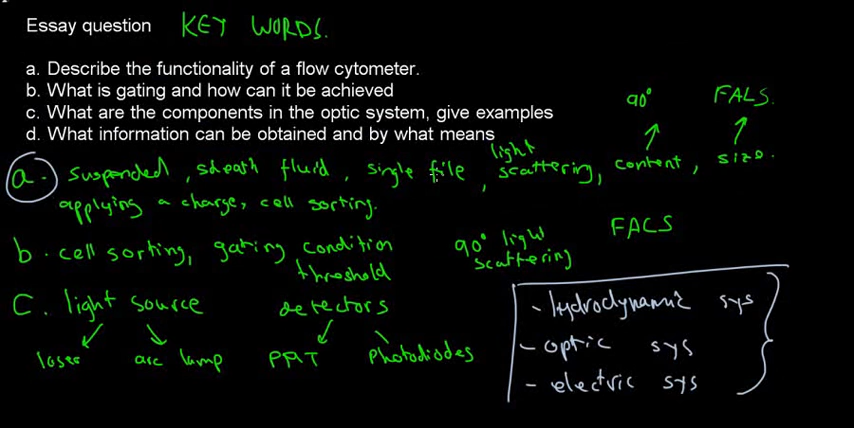 Essay question KEY WORDS.
a. Describe the functionality of a flow cytometer.
b. What is gating and how can it be achieved
c. What are the components in the optic system, give examples
d. What information can be obtained and by what means
90° FALS.
a. suspended, sheath fluid, single file, light scattering, content, size.
applying a charge, cell sorting.
b. cell sorting, gating condition threshold
90° light scattering
FACS
C. light source detectors
laser arc lamp PMT photodiodes
- hydrodynamic sys
- optic sys
- electric sys